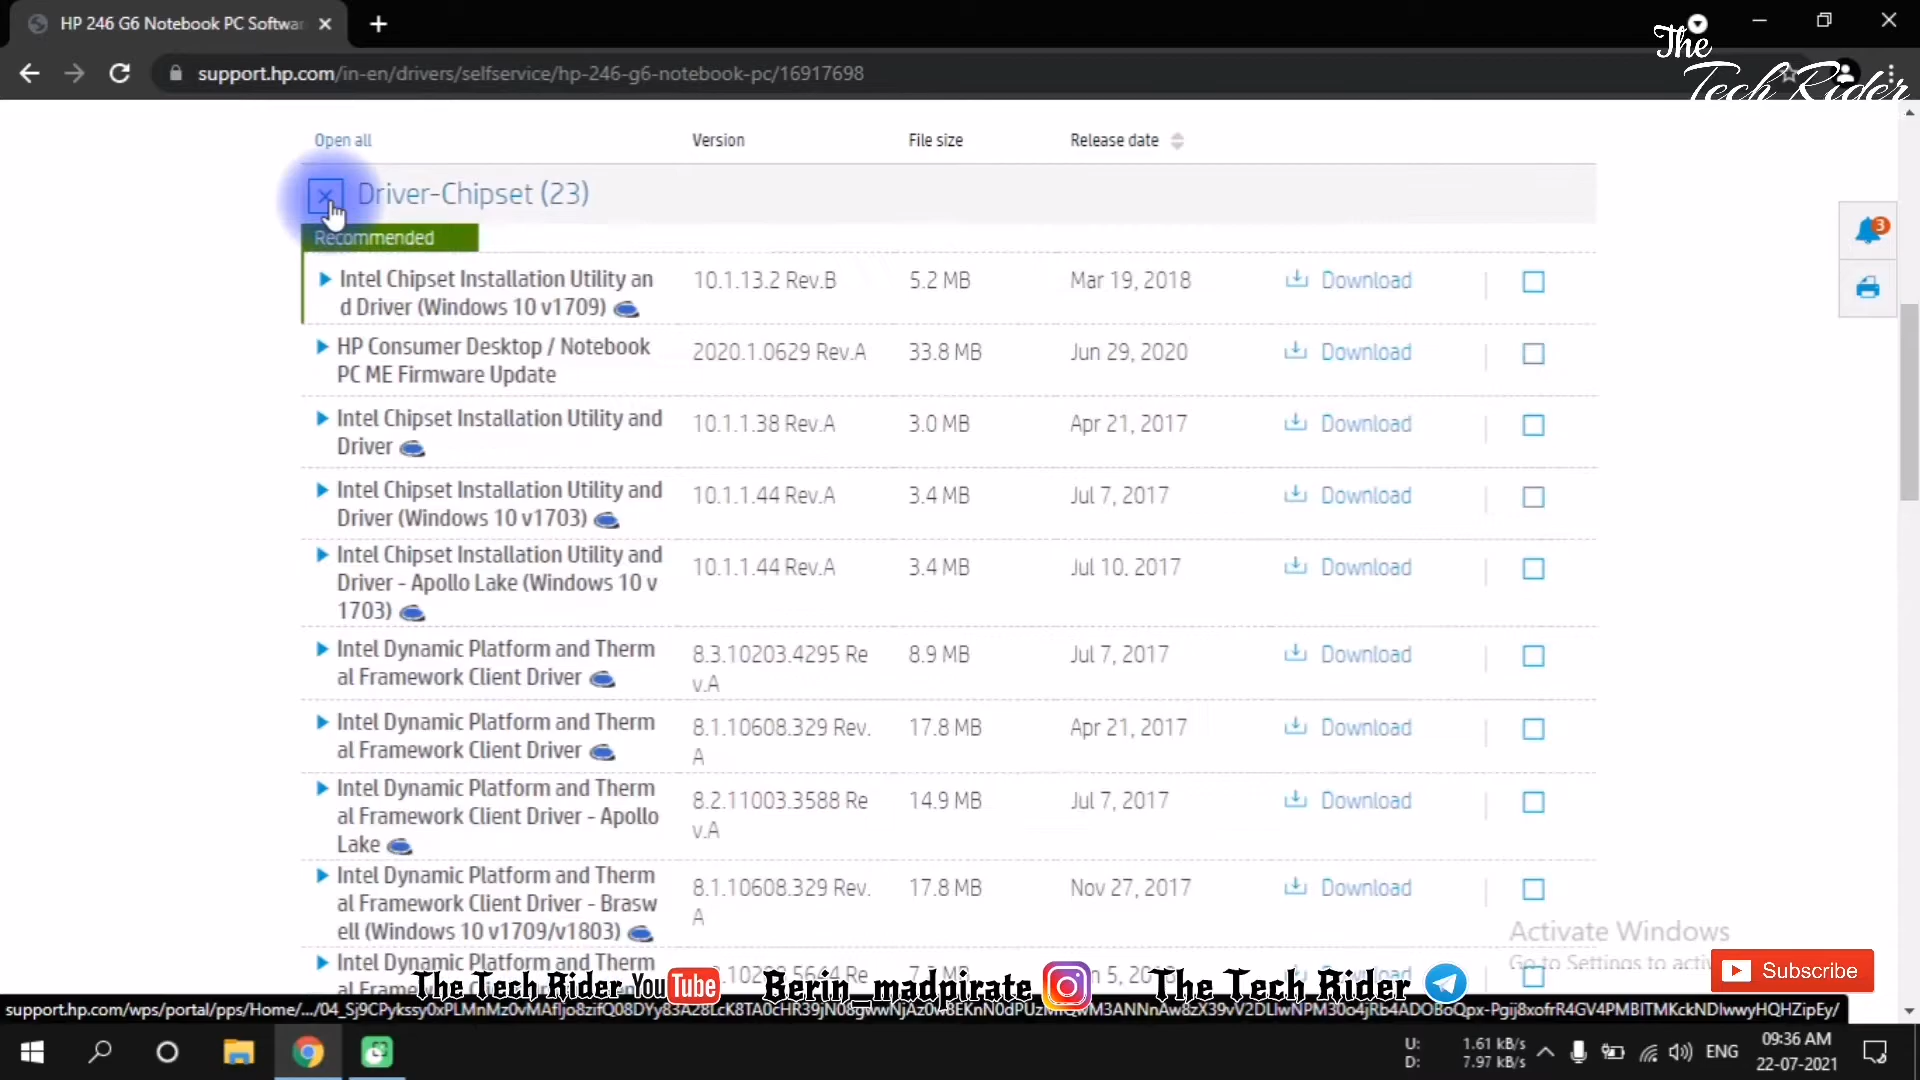 HP 246 G6 Notebook PC Softwar
The
Tech Rider
support.hp.com/in-en/drivers/selfservice/hp-246-g6-notebook-pc/16917698
Open all Version File size Release date
Driver-Chipset (23)
3
Recommended
Intel Chipset Installation Utility an
d Driver (Windows 10 v1709)
10.1.13.2 Rev.B 5.2 MB Mar 19, 2018 Download
HP Consumer Desktop / Notebook
PC ME Firmware Update
2020.1.0629 Rev.A 33.8 MB Jun 29, 2020 Download
Intel Chipset Installation Utility and
Driver
10.1.1.38 Rev.A 3.0 MB Apr 21, 2017 Download
Intel Chipset Installation Utility and
Driver (Windows 10 v1703)
10.1.1.44 Rev.A 3.4 MB Jul 7, 2017 Download
Intel Chipset Installation Utility and
Driver - Apollo Lake (Windows 10 v
1703)
10.1.1.44 Rev.A 3.4 MB Jul 10, 2017 Download
Intel Dynamic Platform and Therm
al Framework Client Driver
8.3.10203.4295 Re
v.A
8.9 MB Jul 7, 2017 Download
Intel Dynamic Platform and Therm
al Framework Client Driver
8.1.10608.329 Rev.
A
17.8 MB Apr 21, 2017 Download
Intel Dynamic Platform and Therm
al Framework Client Driver - Apollo
Lake
8.2.11003.3588 Re
v.A
14.9 MB Jul 7, 2017 Download
Intel Dynamic Platform and Therm
al Framework Client Driver - Brasw
ell (Windows 10 v1709/v1803)
8.1.10608.329 Rev.
A
17.8 MB Nov 27, 2017 Download
Activate Windows
Go to Settings to
Intel Dynamic Platform and Therm
The Tech Rider YouTube Berin_madpirate The Tech Rider
Subscribe
U: 1.61 kB/s
D: 7.97 kB/s
ENG
09:36 AM
22-07-2021